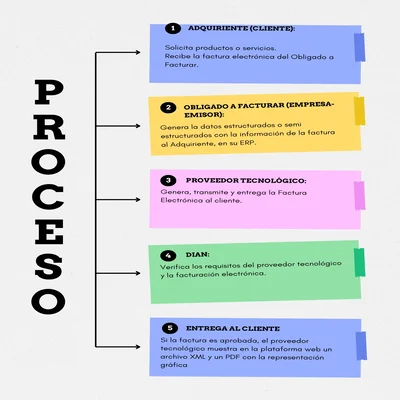 PROCESO
1 ADQUIRIENTE (CLIENTE):
Solicita productos o servicios.
Recibe la factura electrónica del Obligado a
Facturar.
2 OBLIGADO A FACTURAR (EMPRESA-
EMISOR):
Genera la datos estructurados o semi
estructurados con la información de la factura
al Adquiriente, en su ERP.
3 PROVEEDOR TECNOLÓGICO:
Genera, transmite y entrega la Factura
Electrónica al cliente.
4 DIAN:
Verifica los requisitos del proveedor tecnológico
y la facturación electrónica.
5 ENTREGA AL CLIENTE
Si la factura es aprobada, el proveedor
tecnológico muestra en la plataforma web un
archivo XML y un PDF con la representación
gráfica